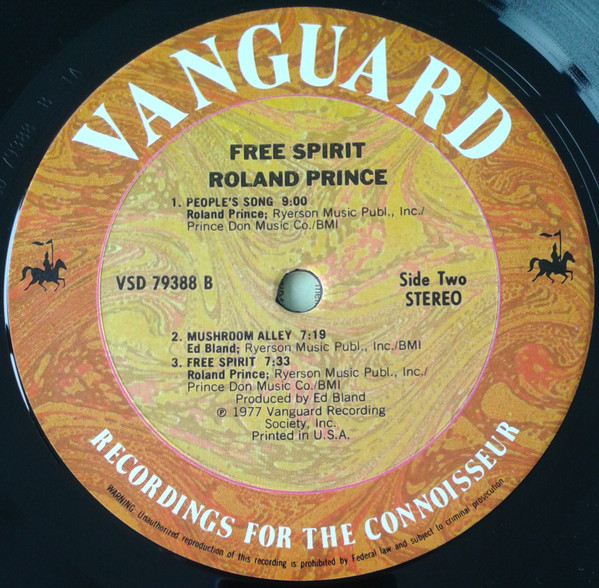 VANGUARD
FREE SPIRIT
ROLAND PRINCE
1. PEOPLE'S SONG 9:00
Roland Prince; Ryerson Music Publ., Inc./
Prince Don Music Co./BMI
VSD 79388 B
Side Two
STEREO
2. MUSHROOM ALLEY 7:19
Ed Bland; Ryerson Music Publ., Inc./BMI
3. FREE SPIRIT 7:33
Roland Prince; Ryerson Music Publ., Inc./
Prince Don Music Co./BMI
Produced by Ed Bland
℗ 1977 Vanguard Recording
Society, Inc.
Printed in U.S.A.
RECORDINGS FOR THE CONNOISSEUR
WARNING: Unauthorized reproduction of this recording is prohibited by Federal law and subject to criminal prosecution